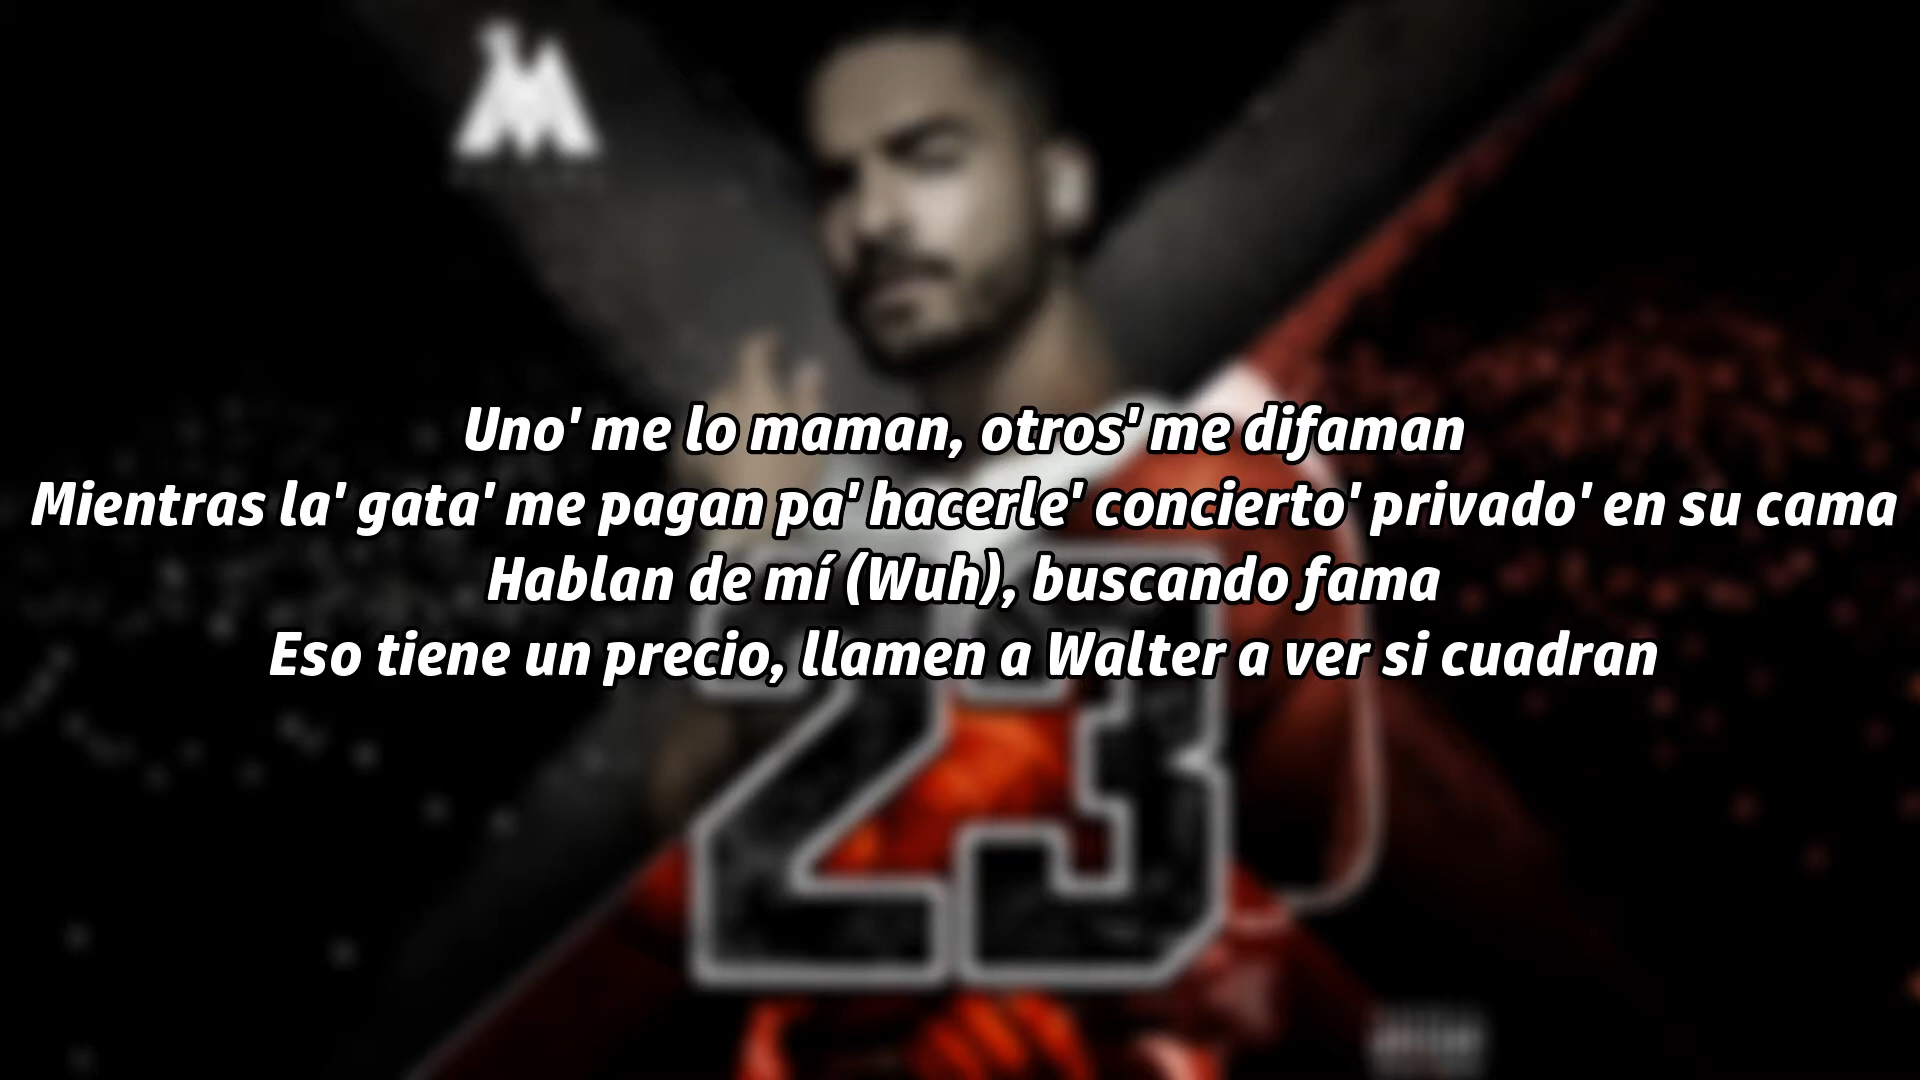 M
Uno' me lo maman, otros' me difaman
Mientras la' gata' me pagan pa' hacerle' concierto' privado' en su cama
Hablan de mí (Wuh), buscando fama
Eso tiene un precio, llamen a Walter a ver si cuadran
23